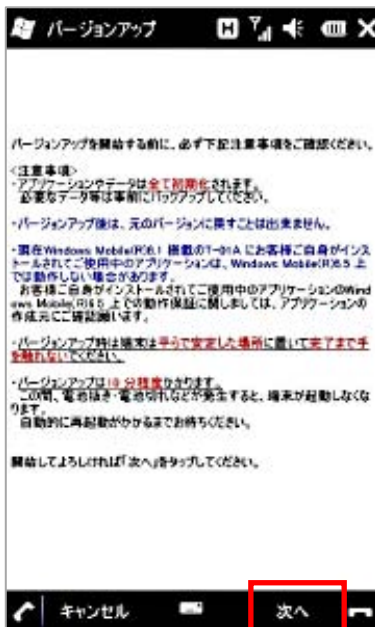 バージョンアップ
バージョンアップを開始する前に、必ず下記注意事項をご確認ください。
<注意事項>
・アプリケーションやデータは全て初期化されます。
必要なデータ等は事前にバックアップしてください。
・バージョンアップ後は、元のバージョンに戻すことは出来ません。
・現在Windows Mobile(R)6.1 搭載のT-01A にお客様ご自身がインス
トールされてご使用中のアプリケーションは、Windows Mobile(R)6.5 上
では動作しない場合があります。
お客様ご自身がインストールされてご使用中のアプリケーションのWind
ows Mobile(R)6.5 上での動作保証に関しましては、アプリケーションの
作成元にご確認願います。
・バージョンアップ時は端末は平らで安定した場所に置いて完了まで手
を触れないでください。
・バージョンアップは10 分程度かかります。
この間、電池抜き・電池切れなどが発生すると、端末が起動しなくな
ります。
自動的に再起動がかかるまでお待ちください。
開始してよろしければ「次へ」をタップしてください。
キャンセル 次へ